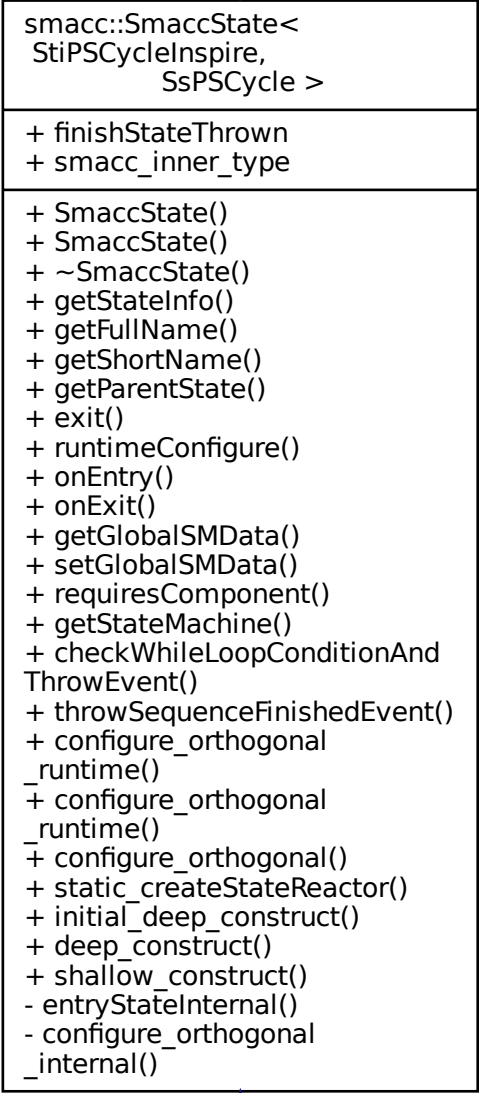 smacc::SmaccState<
StiPSCycleInspire,
SsPSCycle >
+ finishStateThrown
+ smacc_inner_type
+ SmaccState()
+ SmaccState()
+ ~SmaccState()
+ getStateInfo()
+ getFullName()
+ getShortName()
+ getParentState()
+ exit()
+ runtimeConfigure()
+ onEntry()
+ onExit()
+ getGlobalSMData()
+ setGlobalSMData()
+ requiresComponent()
+ getStateMachine()
+ checkWhileLoopConditionAnd
ThrowEvent()
+ throwSequenceFinishedEvent()
+ configure_orthogonal
_runtime()
+ configure_orthogonal
_runtime()
+ configure_orthogonal()
+ static_createStateReactor()
+ initial_deep_construct()
+ deep_construct()
+ shallow_construct()
- entryStateInternal()
- configure_orthogonal
_internal()